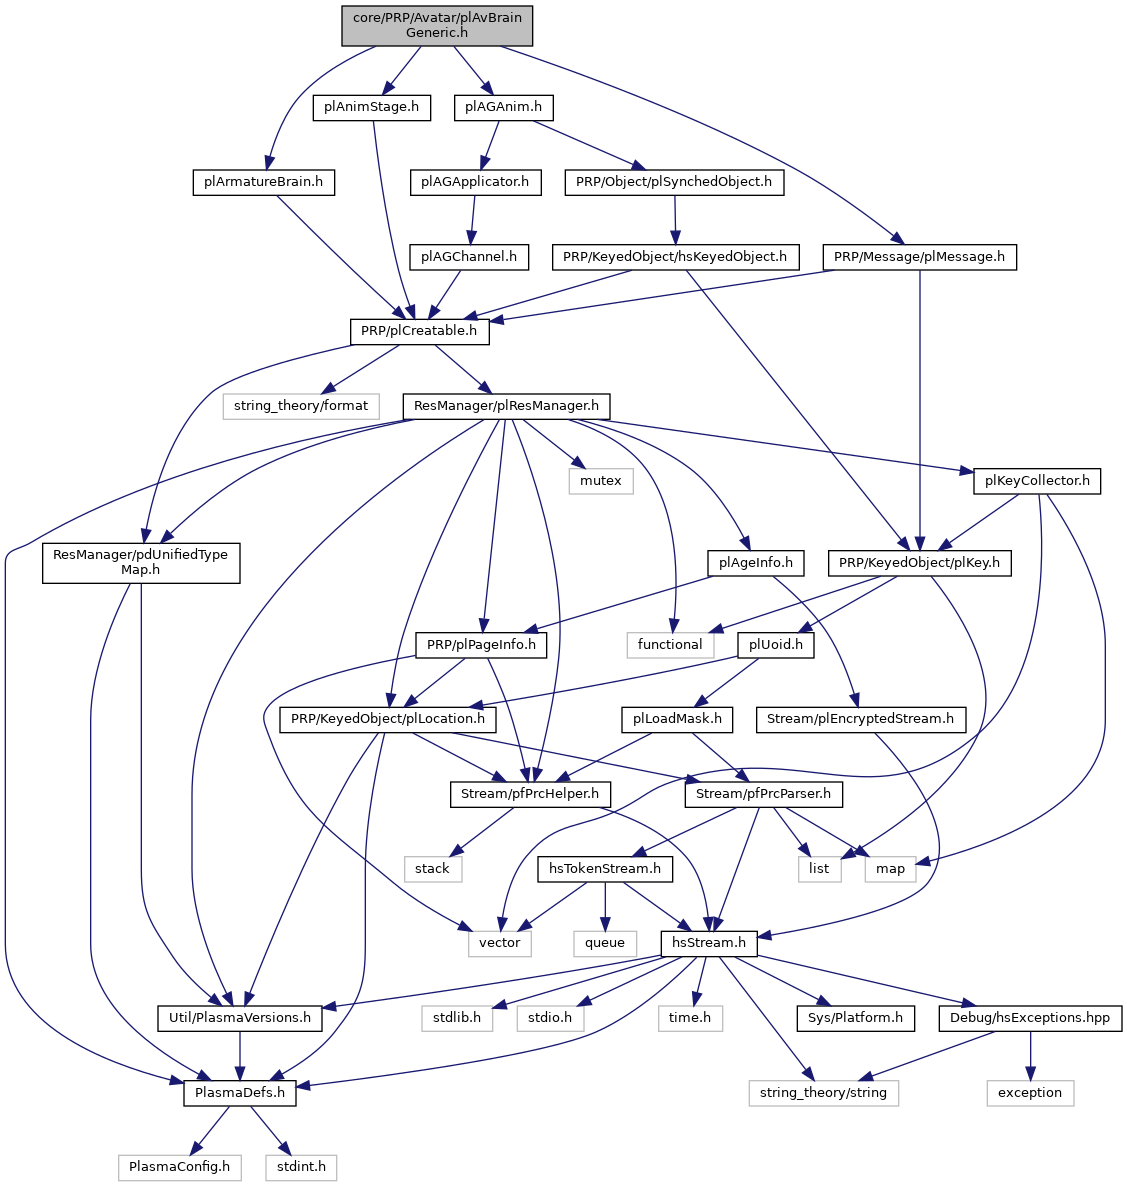 core/PRP/Avatar/plAvBrain
Generic.h
plAnimStage.h
plAGAnim.h
plArmatureBrain.h
plAGApplicator.h
PRP/Object/plSynchedObject.h
plAGChannel.h
PRP/KeyedObject/hsKeyedObject.h
PRP/Message/plMessage.h
PRP/plCreatable.h
string_theory/format
ResManager/plResManager.h
mutex
plKeyCollector.h
ResManager/pdUnifiedType
Map.h
plAgeInfo.h
PRP/KeyedObject/plKey.h
PRP/plPageInfo.h
functional
plUoid.h
PRP/KeyedObject/plLocation.h
plLoadMask.h
Stream/plEncryptedStream.h
Stream/pfPrcHelper.h
Stream/pfPrcParser.h
stack
hsTokenStream.h
list
map
vector
queue
hsStream.h
Util/PlasmaVersions.h
stdlib.h
stdio.h
time.h
Sys/Platform.h
Debug/hsExceptions.hpp
PlasmaDefs.h
string_theory/string
exception
PlasmaConfig.h
stdint.h